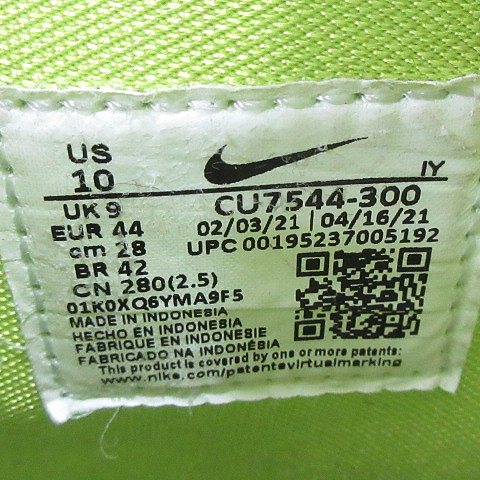 US
10
IY
UK 9
CU7544-300
EUR 44
02/03/21 | 04/16/21
cm 28
UPC 00195237005192
BR 42
CN 280(2.5)
01K0XQ6YMA9F5
MADE IN INDONESIA
HECHO EN INDONESIA
FABRIQUE EN INDONESIE
FABRICADO NA INDONÉSIA
This product is covered by one or more patents:
www.nike.com/patentsvirtualmarking